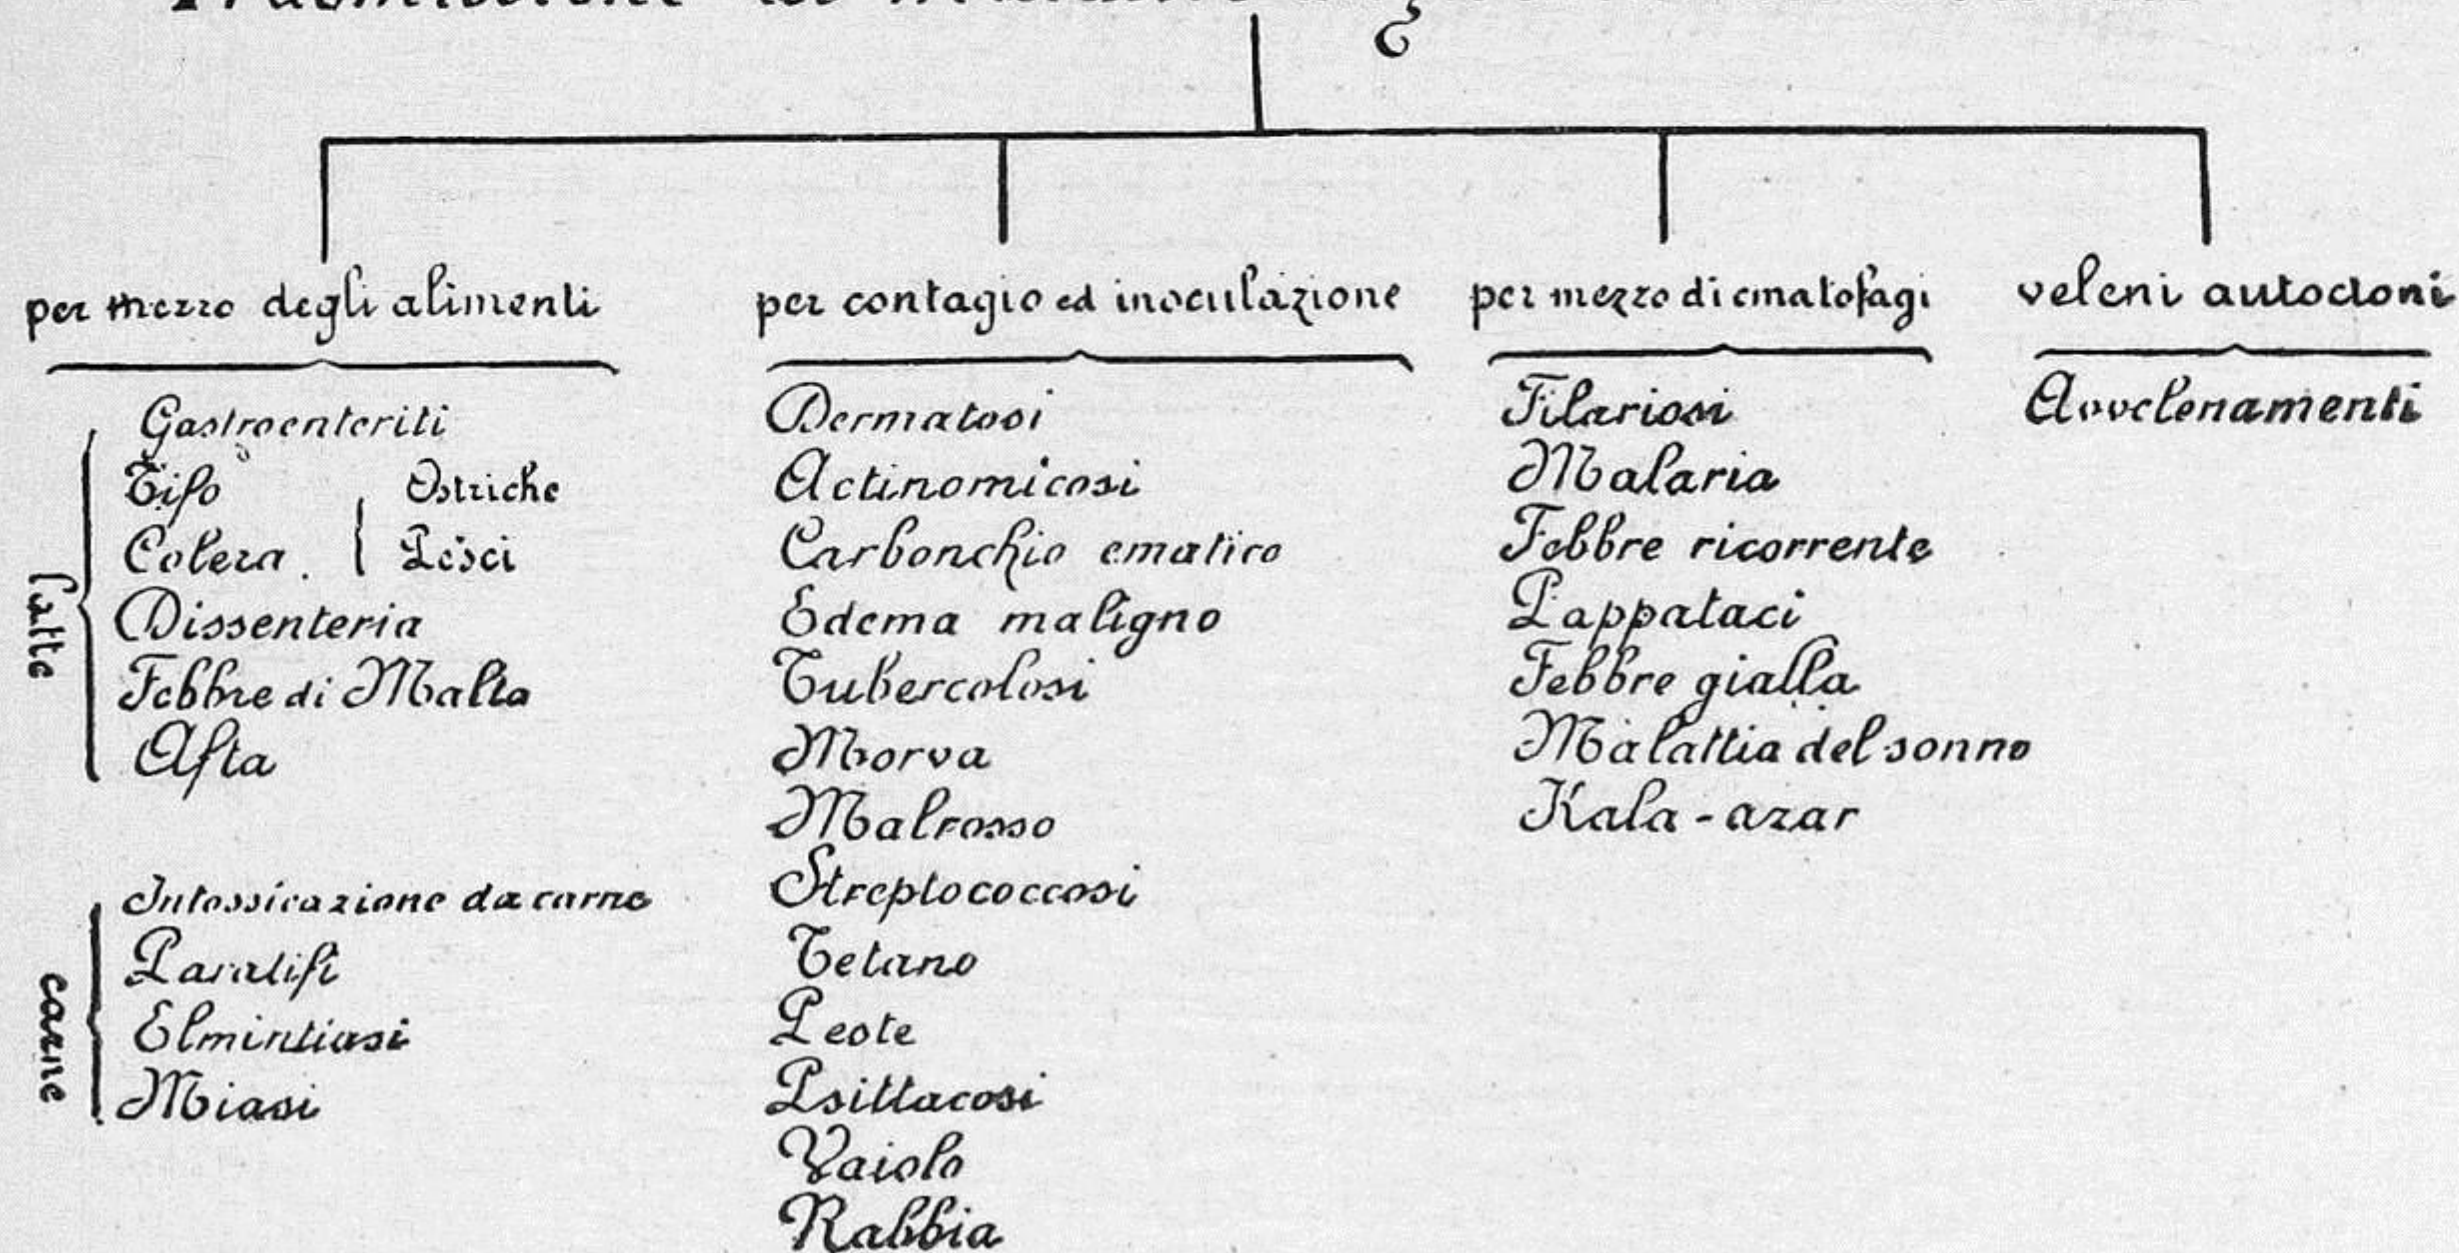 per mezzo degli alimenti
Gastroenteriti
Tifo
Colera
Ostriche
Pesci
Dissenteria
Febbre di Malta
Afta
latte
Intossicazione da carne
Paratifi
Elmintiasi
Miasi
carne
per contagio ed inoculazione
Dermatosi
Actinomicosi
Carbonchio ematico
Edema maligno
Tubercolosi
Morva
Malrosso
Streptococcosi
Tetano
Peste
Psittacosi
Vaiolo
Rabbia
per mezzo di ematofagi
Filariosi
Malaria
Febbre ricorrente
Pappataci
Febbre gialla
Malattia del sonno
Kala-azar
veleni autoctoni
Avvelenamenti